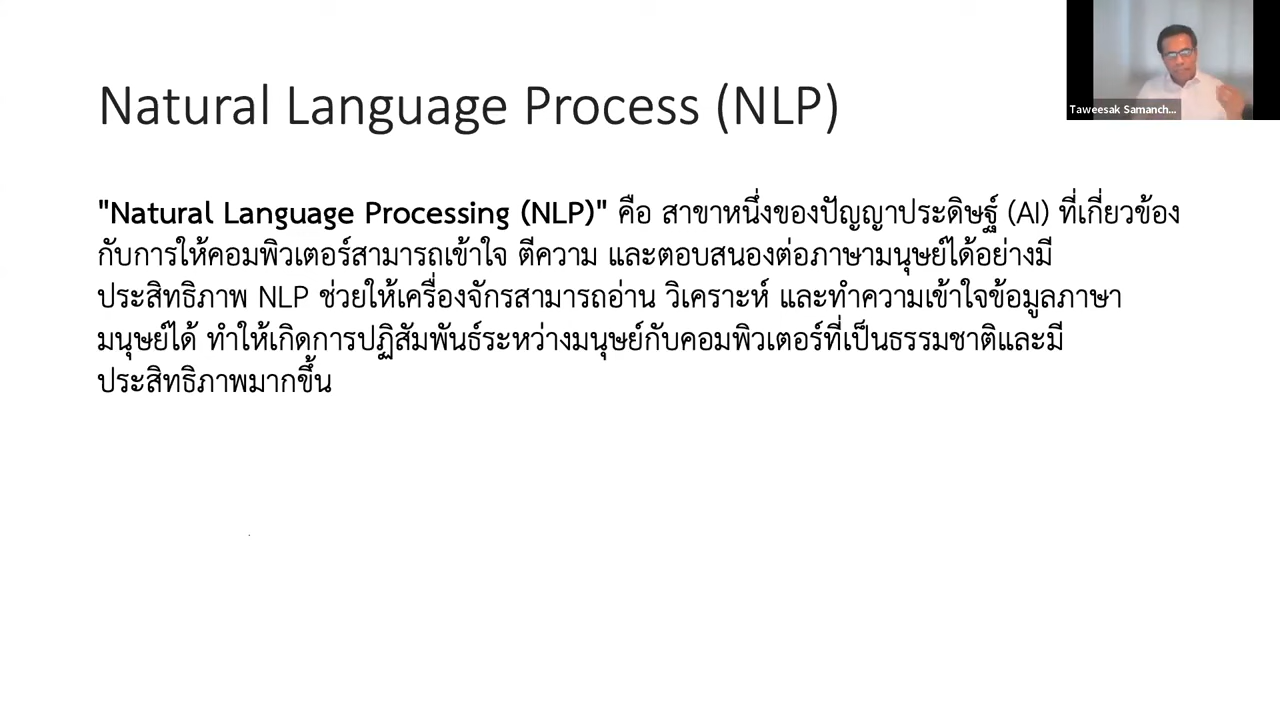 Natural Language Process (NLP)
Taweesak Samanch...
"Natural Language Processing (NLP)" คือ สาขาหนึ่งของปัญญาประดิษฐ์ (AI) ที่เกี่ยวข้อง
กับการให้คอมพิวเตอร์สามารถเข้าใจ ตีความ และตอบสนองต่อภาษามนุษย์ได้อย่างมี
ประสิทธิภาพ NLP ช่วยให้เครื่องจักรสามารถอ่าน วิเคราะห์ และทำความเข้าใจข้อมูลภาษา
มนุษย์ได้ ทำให้เกิดการปฏิสัมพันธ์ระหว่างมนุษย์กับคอมพิวเตอร์ที่เป็นธรรมชาติและมี
ประสิทธิภาพมากขึ้น